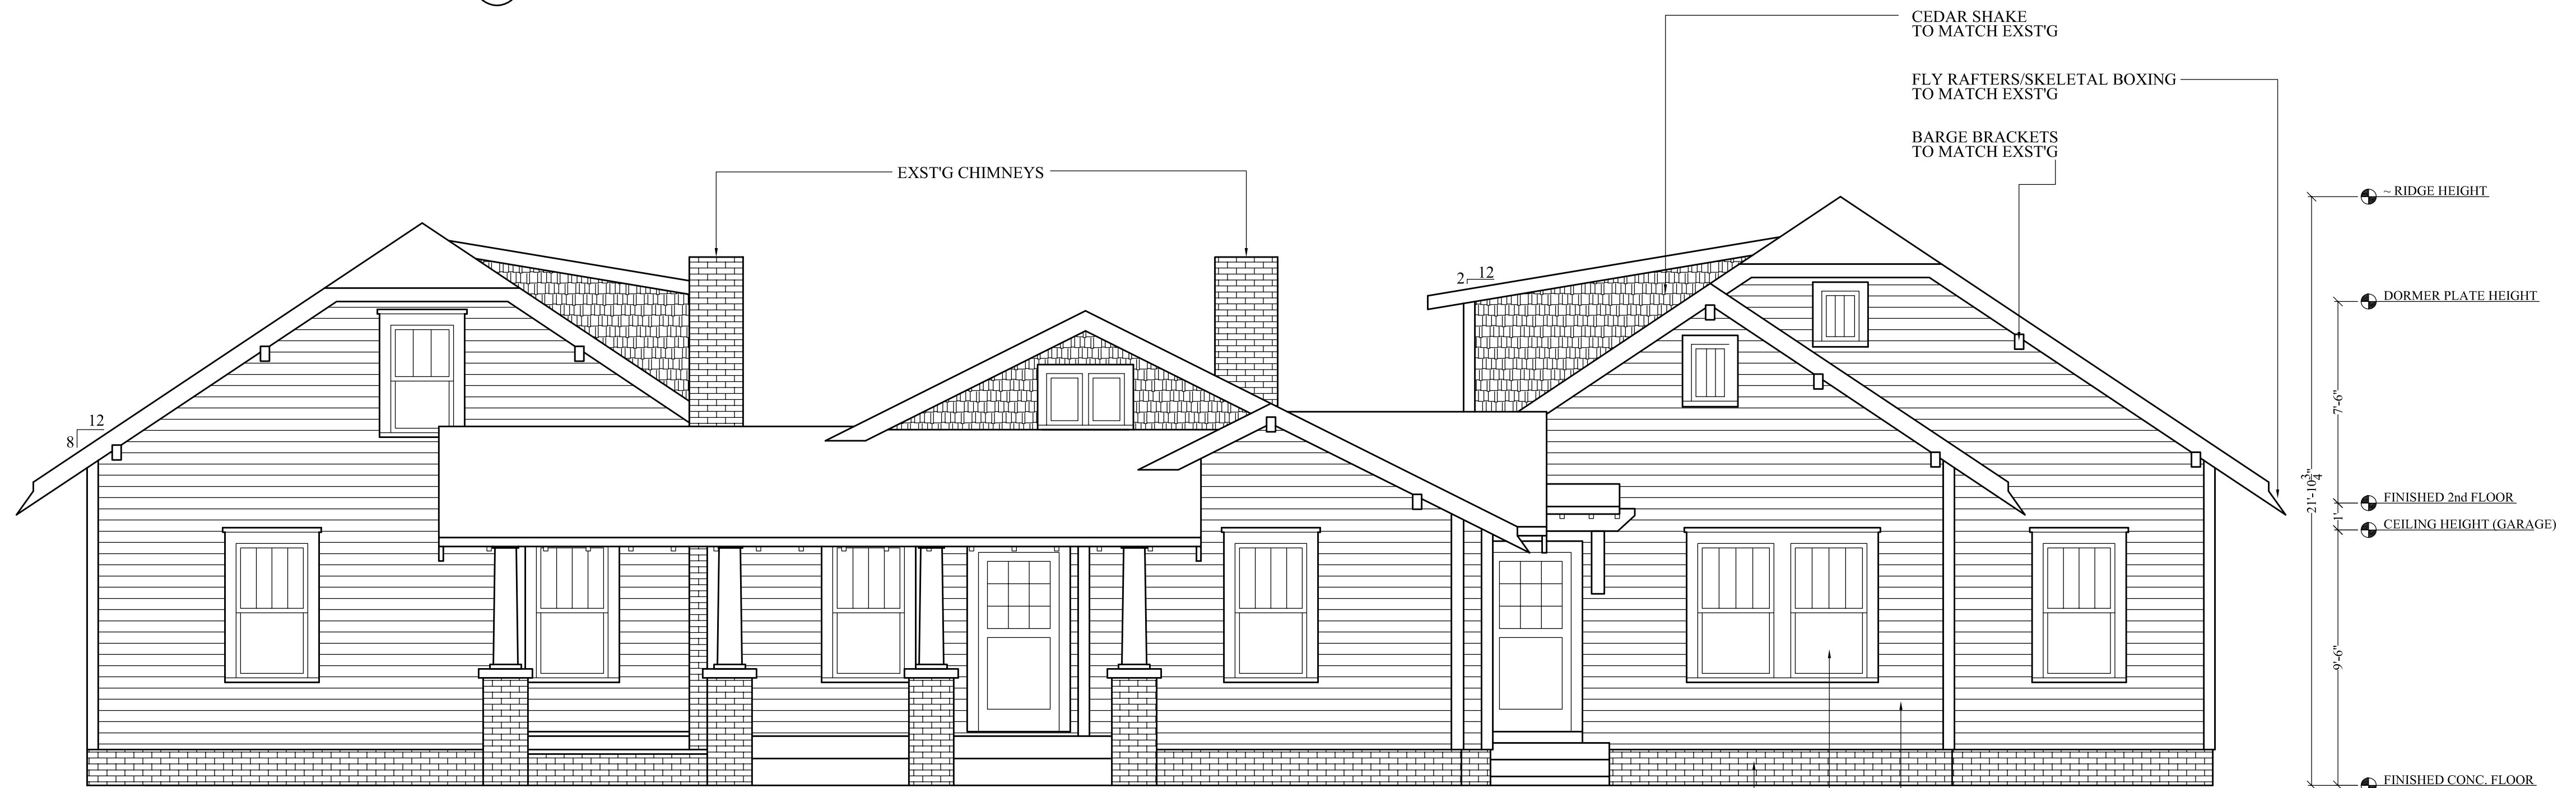 CEDAR SHAKE
TO MATCH EXST'G
FLY RAFTERS/SKELETAL BOXING
TO MATCH EXST'G
BARGE BRACKETS
TO MATCH EXST'G
EXST'G CHIMNEYS
~ RIDGE HEIGHT
2
12
DORMER PLATE HEIGHT
12
8
7'-6"
21'-10 3/4"
FINISHED 2nd FLOOR
1'
CEILING HEIGHT (GARAGE)
9'-6"
FINISHED CONC. FLOOR